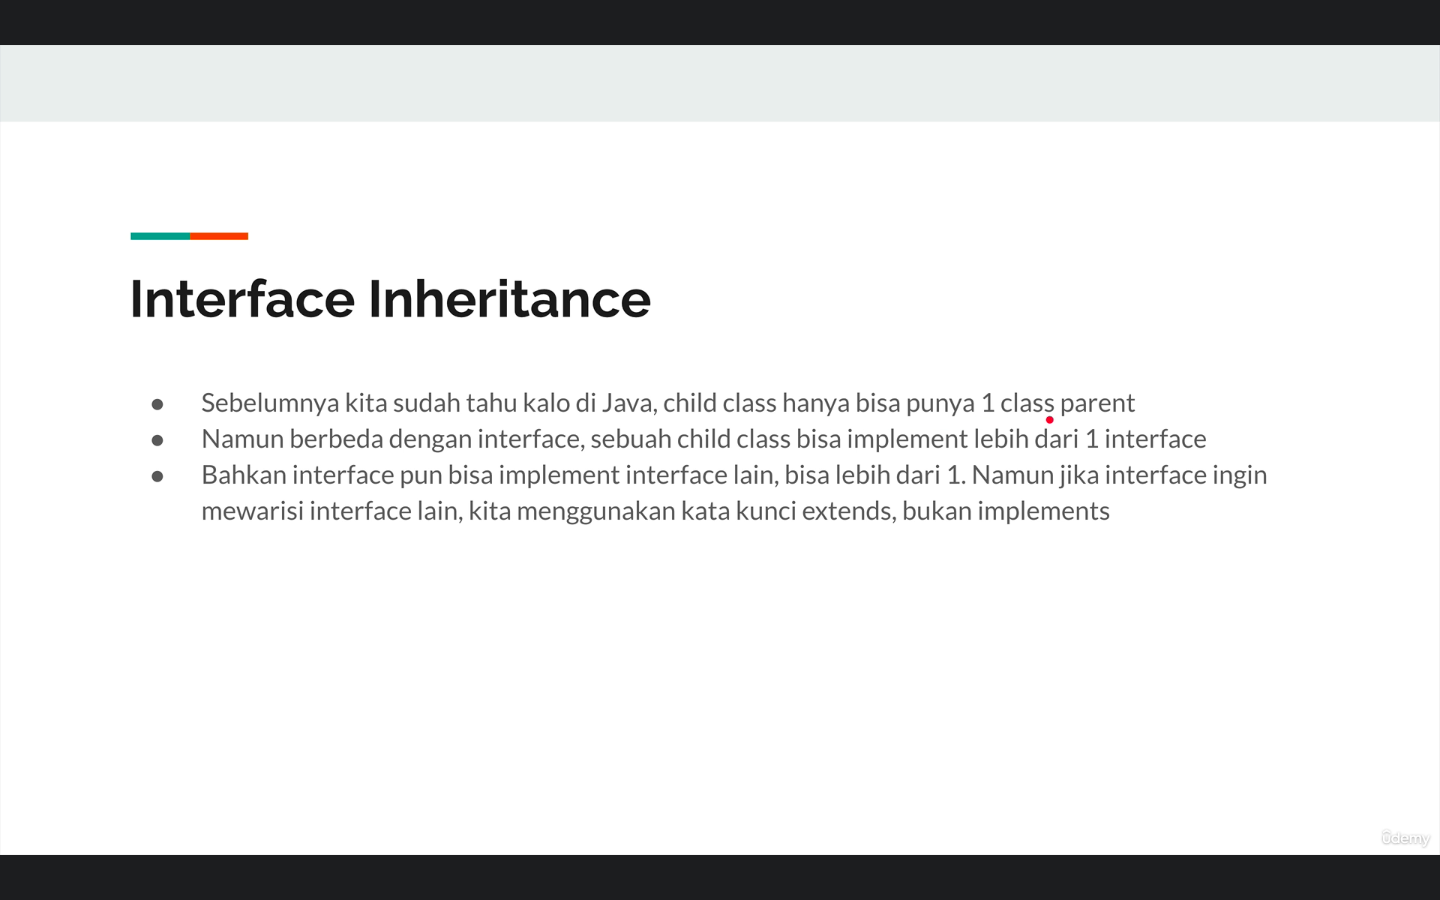 Interface Inheritance
● Sebelumnya kita sudah tahu kalo di Java, child class hanya bisa punya 1 class parent
● Namun berbeda dengan interface, sebuah child class bisa implement lebih dari 1 interface
● Bahkan interface pun bisa implement interface lain, bisa lebih dari 1. Namun jika interface ingin
mewarisi interface lain, kita menggunakan kata kunci extends, bukan implements
ûdemy